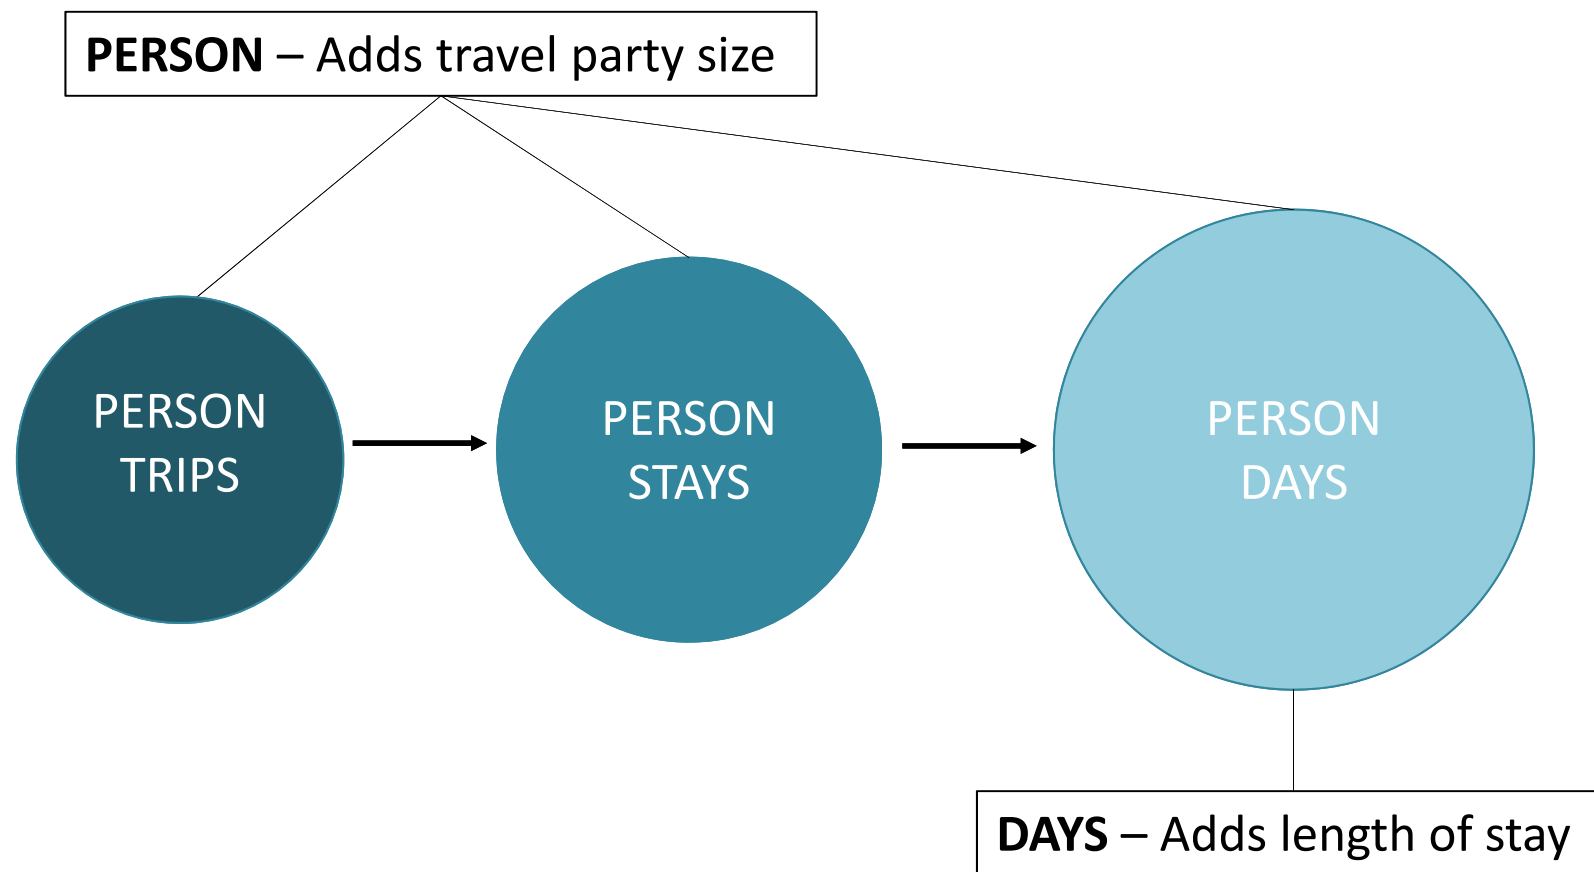 PERSON – Adds travel party size
PERSON
TRIPS
PERSON
STAYS
PERSON
DAYS
DAYS – Adds length of stay